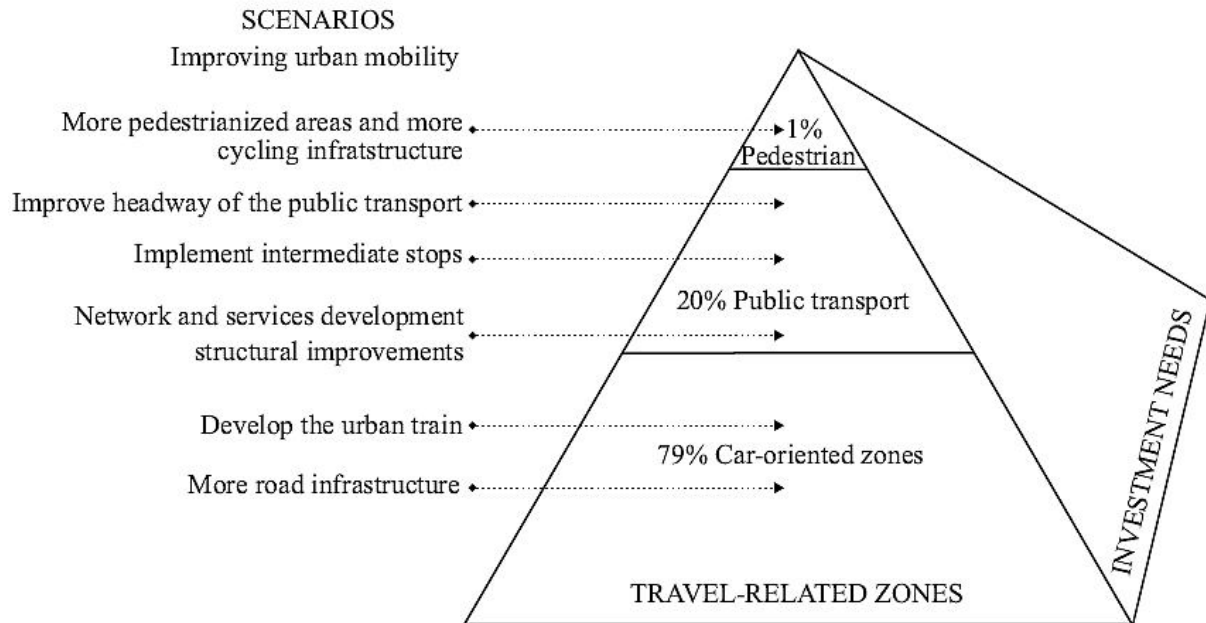 SCENARIOS
Improving urban mobility
More pedestrianized areas and more
cycling infratstructure
Improve headway of the public transport
Implement intermediate stops
Network and services development
structural improvements
Develop the urban train
More road infrastructure
1%
Pedestrian
20% Public transport
79% Car-oriented zones
TRAVEL-RELATED ZONES
INVESTMENT NEEDS